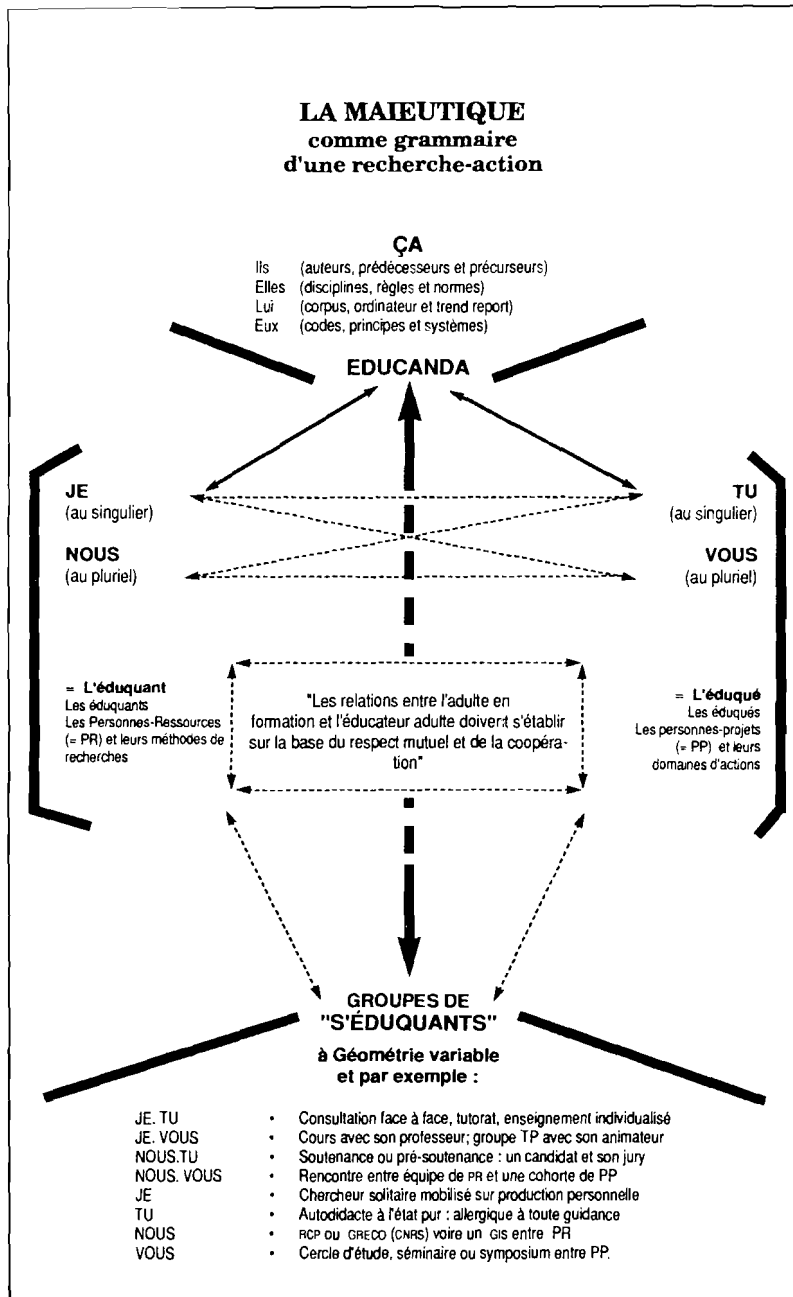 LA MAIEUTIQUE
comme grammaire
d'une recherche-action
ÇA
Ils (auteurs, prédécesseurs et précurseurs)
Elles (disciplines, règles et normes)
Lui (corpus, ordinateur et trend report)
Eux (codes, principes et systèmes)
EDUCANDA
JE
(au singulier)
NOUS
(au pluriel)
TU
(au singulier)
VOUS
(au pluriel)
= L'éduquant
Les éduquants
Les Personnes-Ressources
(= PR) et leurs méthodes de
recherches
"Les relations entre l'adulte en
formation et l'éducateur adulte doivent s'établir
sur la base du respect mutuel et de la coopéra-
tion"
= L'éduqué
Les éduqués
Les personnes-projets
(= PP) et leurs
domaines d'actions
GROUPES DE
"S'ÉDUQUANTS"
à Géométrie variable
et par exemple :
JE. TU • Consultation face à face, tutorat, enseignement individualisé
JE. VOUS • Cours avec son professeur; groupe TP avec son animateur
NOUS.TU • Soutenance ou pré-soutenance : un candidat et son jury
NOUS. VOUS • Rencontre entre équipe de PR et une cohorte de PP
JE • Chercheur solitaire mobilisé sur production personnelle
TU • Autodidacte à l'état pur : allergique à toute guidance
NOUS • RCP OU GRECO (CNRS) voire un GIS entre PR
VOUS • Cercle d'étude, séminaire ou symposium entre PP.